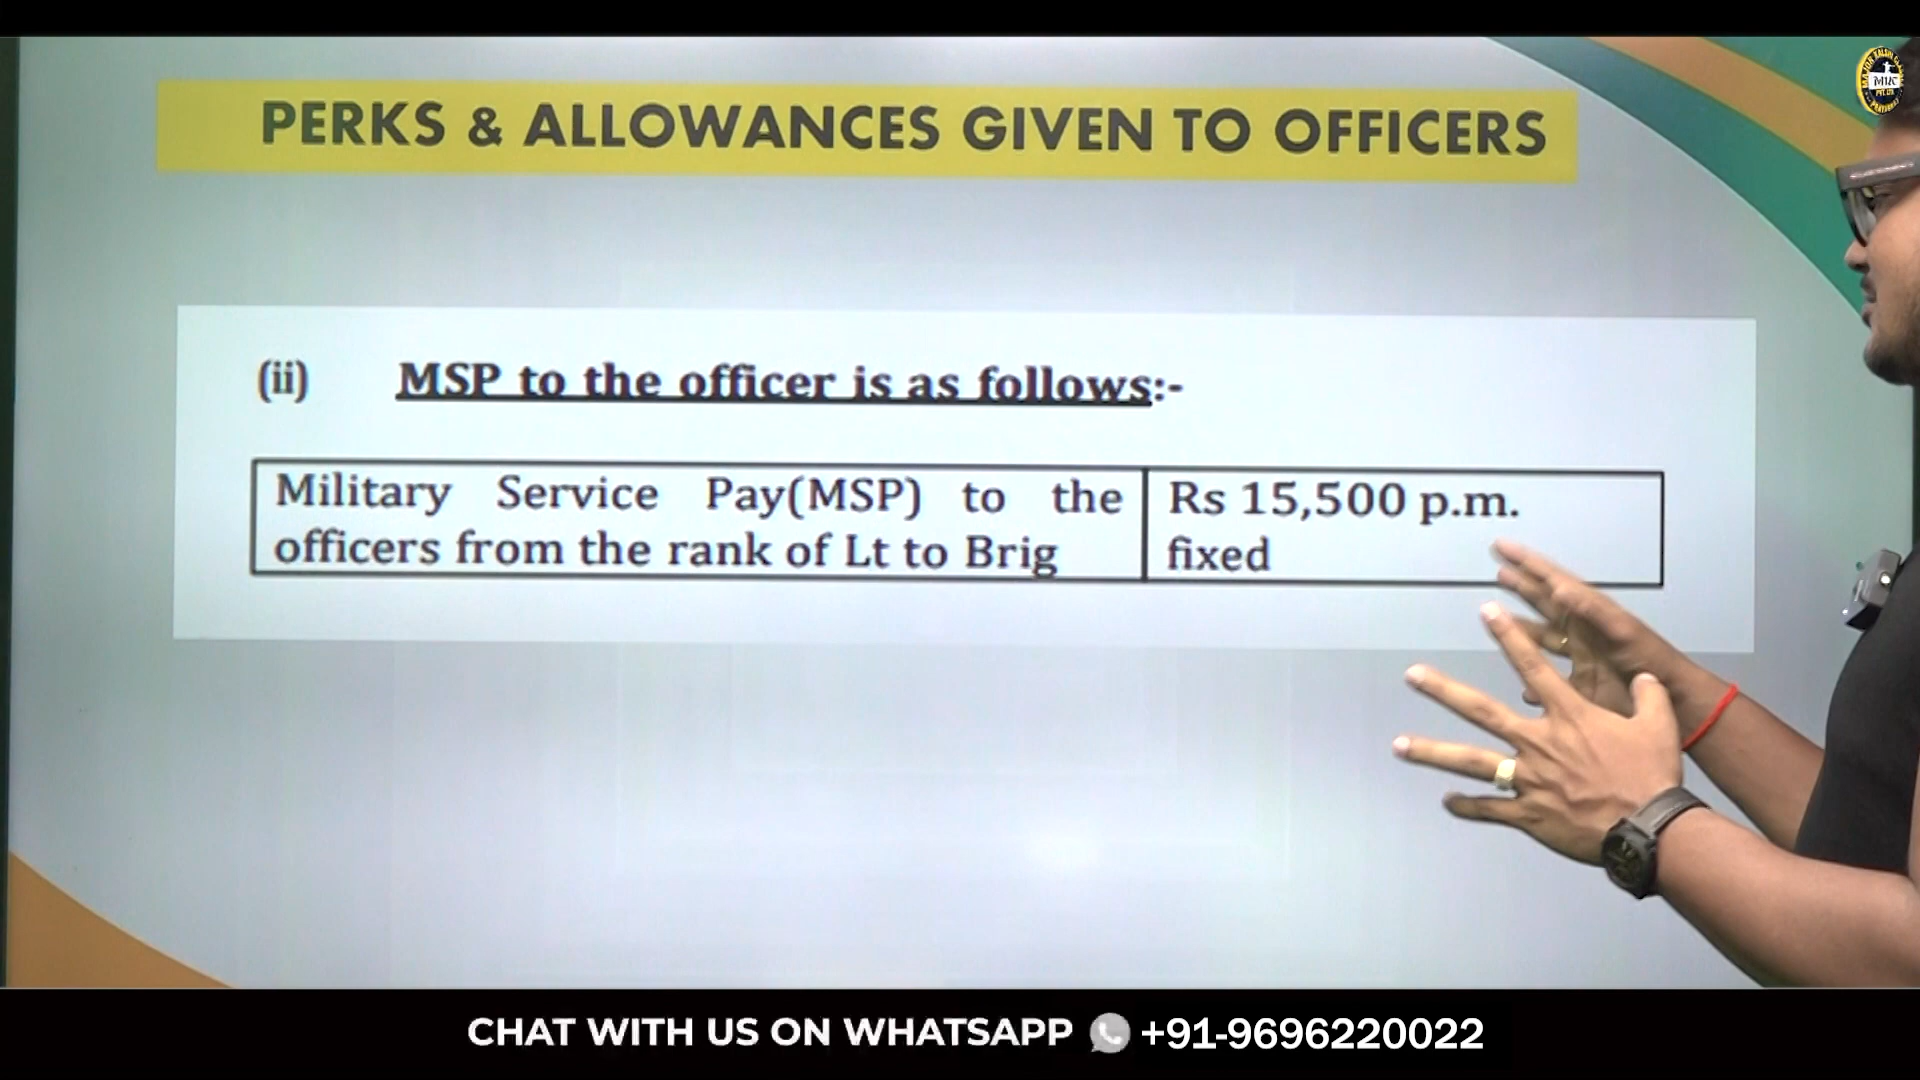 PERKS & ALLOWANCES GIVEN TO OFFICERS
(ii) MSP to the officer is as follows:-
Military Service Pay(MSP) to the
officers from the rank of Lt to Brig
Rs 15,500 p.m.
fixed
MIK
CHAT WITH US ON WHATSAPP +91-9696220022